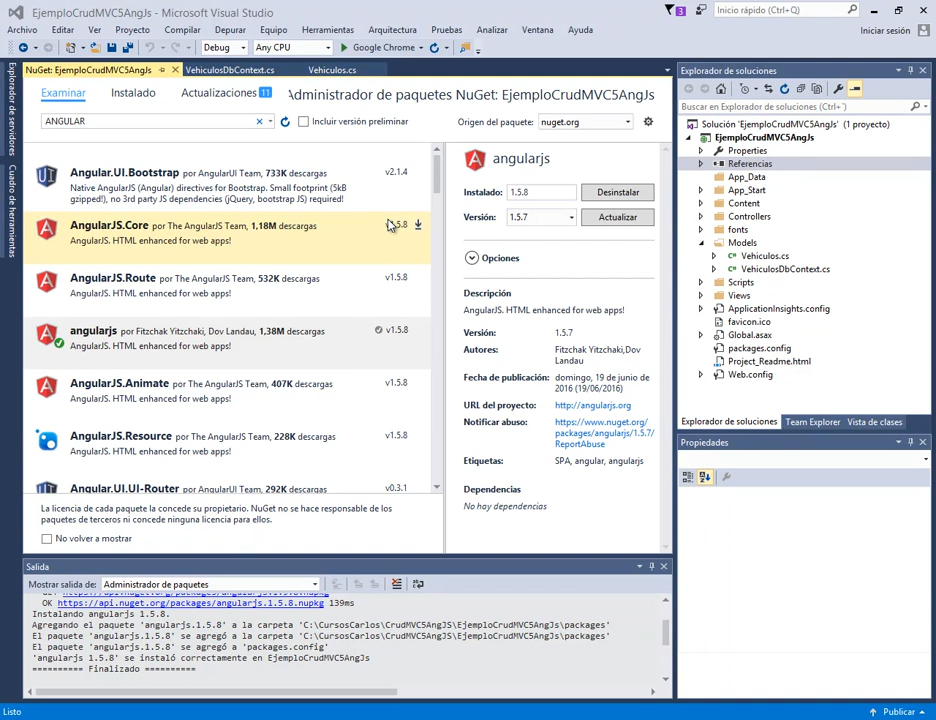 EjemploCrudMVC5AngJs - Microsoft Visual Studio
3
Inicio rápido (Ctrl+Q)
Archivo Editar Ver Proyecto Compilar Depurar Equipo Herramientas Arquitectura Pruebas Analizar Ventana Ayuda
Iniciar sesión
Debug Any CPU Google Chrome
Explorador de servidores
Cuadro de herramientas
NuGet: EjemploCrudMVC5AngJs VehiculosDbContext.cs Vehiculos.cs
Examinar Instalado Actualizaciones 11
Administrador de paquetes NuGet: EjemploCrudMVC5AngJs
ANGULAR
Incluir versión preliminar
Origen del paquete: nuget.org
Angular.UI.Bootstrap por AngularUI Team, 733K descargas v2.1.4
Native AngularJS (Angular) directives for Bootstrap. Small footprint (5kB
gzipped!), no 3rd party JS dependencies (jQuery, bootstrap JS) required!
AngularJS.Core por The AngularJS Team, 1,18M descargas v1.5.8
AngularJS. HTML enhanced for web apps!
AngularJS.Route por The AngularJS Team, 532K descargas v1.5.8
AngularJS. HTML enhanced for web apps!
angularjs por Fitzchak Yitzchaki, Dov Landau, 1,38M descargas v1.5.8
AngularJS. HTML enhanced for web apps!
AngularJS.Animate por The AngularJS Team, 407K descargas v1.5.8
AngularJS. HTML enhanced for web apps!
AngularJS.Resource por The AngularJS Team, 228K descargas v1.5.8
AngularJS. HTML enhanced for web apps!
Angular.UI.UI-Router por AngularUI Team, 292K descargas v0.3.1
La licencia de cada paquete la concede su propietario. NuGet no se hace responsable de los
paquetes de terceros ni concede ninguna licencia para ellos.
No volver a mostrar
angularjs
Instalado: 1.5.8 Desinstalar
Versión: 1.5.7 Actualizar
Opciones
Descripción
AngularJS. HTML enhanced for web apps!
Versión: 1.5.7
Autores: Fitzchak Yitzchaki,Dov
Landau
Fecha de publicación: domingo, 19 de junio de
2016 (19/06/2016)
URL del proyecto: http://angularjs.org
Notificar abuso: https://www.nuget.org/
packages/angularjs/1.5.7/
ReportAbuse
Etiquetas: SPA, angular, angularjs
Dependencias
No hay dependencias
Explorador de soluciones
Buscar en Explorador de soluciones (Ctrl+'
Solución 'EjemploCrudMVC5AngJs' (1 proyecto)
EjemploCrudMVC5AngJs
Properties
Referencias
App_Data
App_Start
Content
Controllers
fonts
Models
Vehiculos.cs
VehiculosDbContext.cs
Scripts
Views
ApplicationInsights.config
favicon.ico
Global.asax
packages.config
Project_Readme.html
Web.config
Explorador de soluciones Team Explorer Vista de clases
Propiedades
Salida
Mostrar salida de: Administrador de paquetes
OK https://api.nuget.org/packages/angularjs.1.5.8.nupkg 139ms
Instalando angularjs 1.5.8.
Agregando el paquete 'angularjs.1.5.8' a la carpeta 'C:\CursosCarlos\CrudMVC5AngJS\EjemploCrudMVC5AngJs\packages'
El paquete 'angularjs.1.5.8' se agregó a la carpeta 'C:\CursosCarlos\CrudMVC5AngJS\EjemploCrudMVC5AngJs\packages'
El paquete 'angularjs.1.5.8' se agregó a 'packages.config'
'angularjs 1.5.8' se instaló correctamente en EjemploCrudMVC5AngJs
========== Finalizado ==========
Listo
Publicar